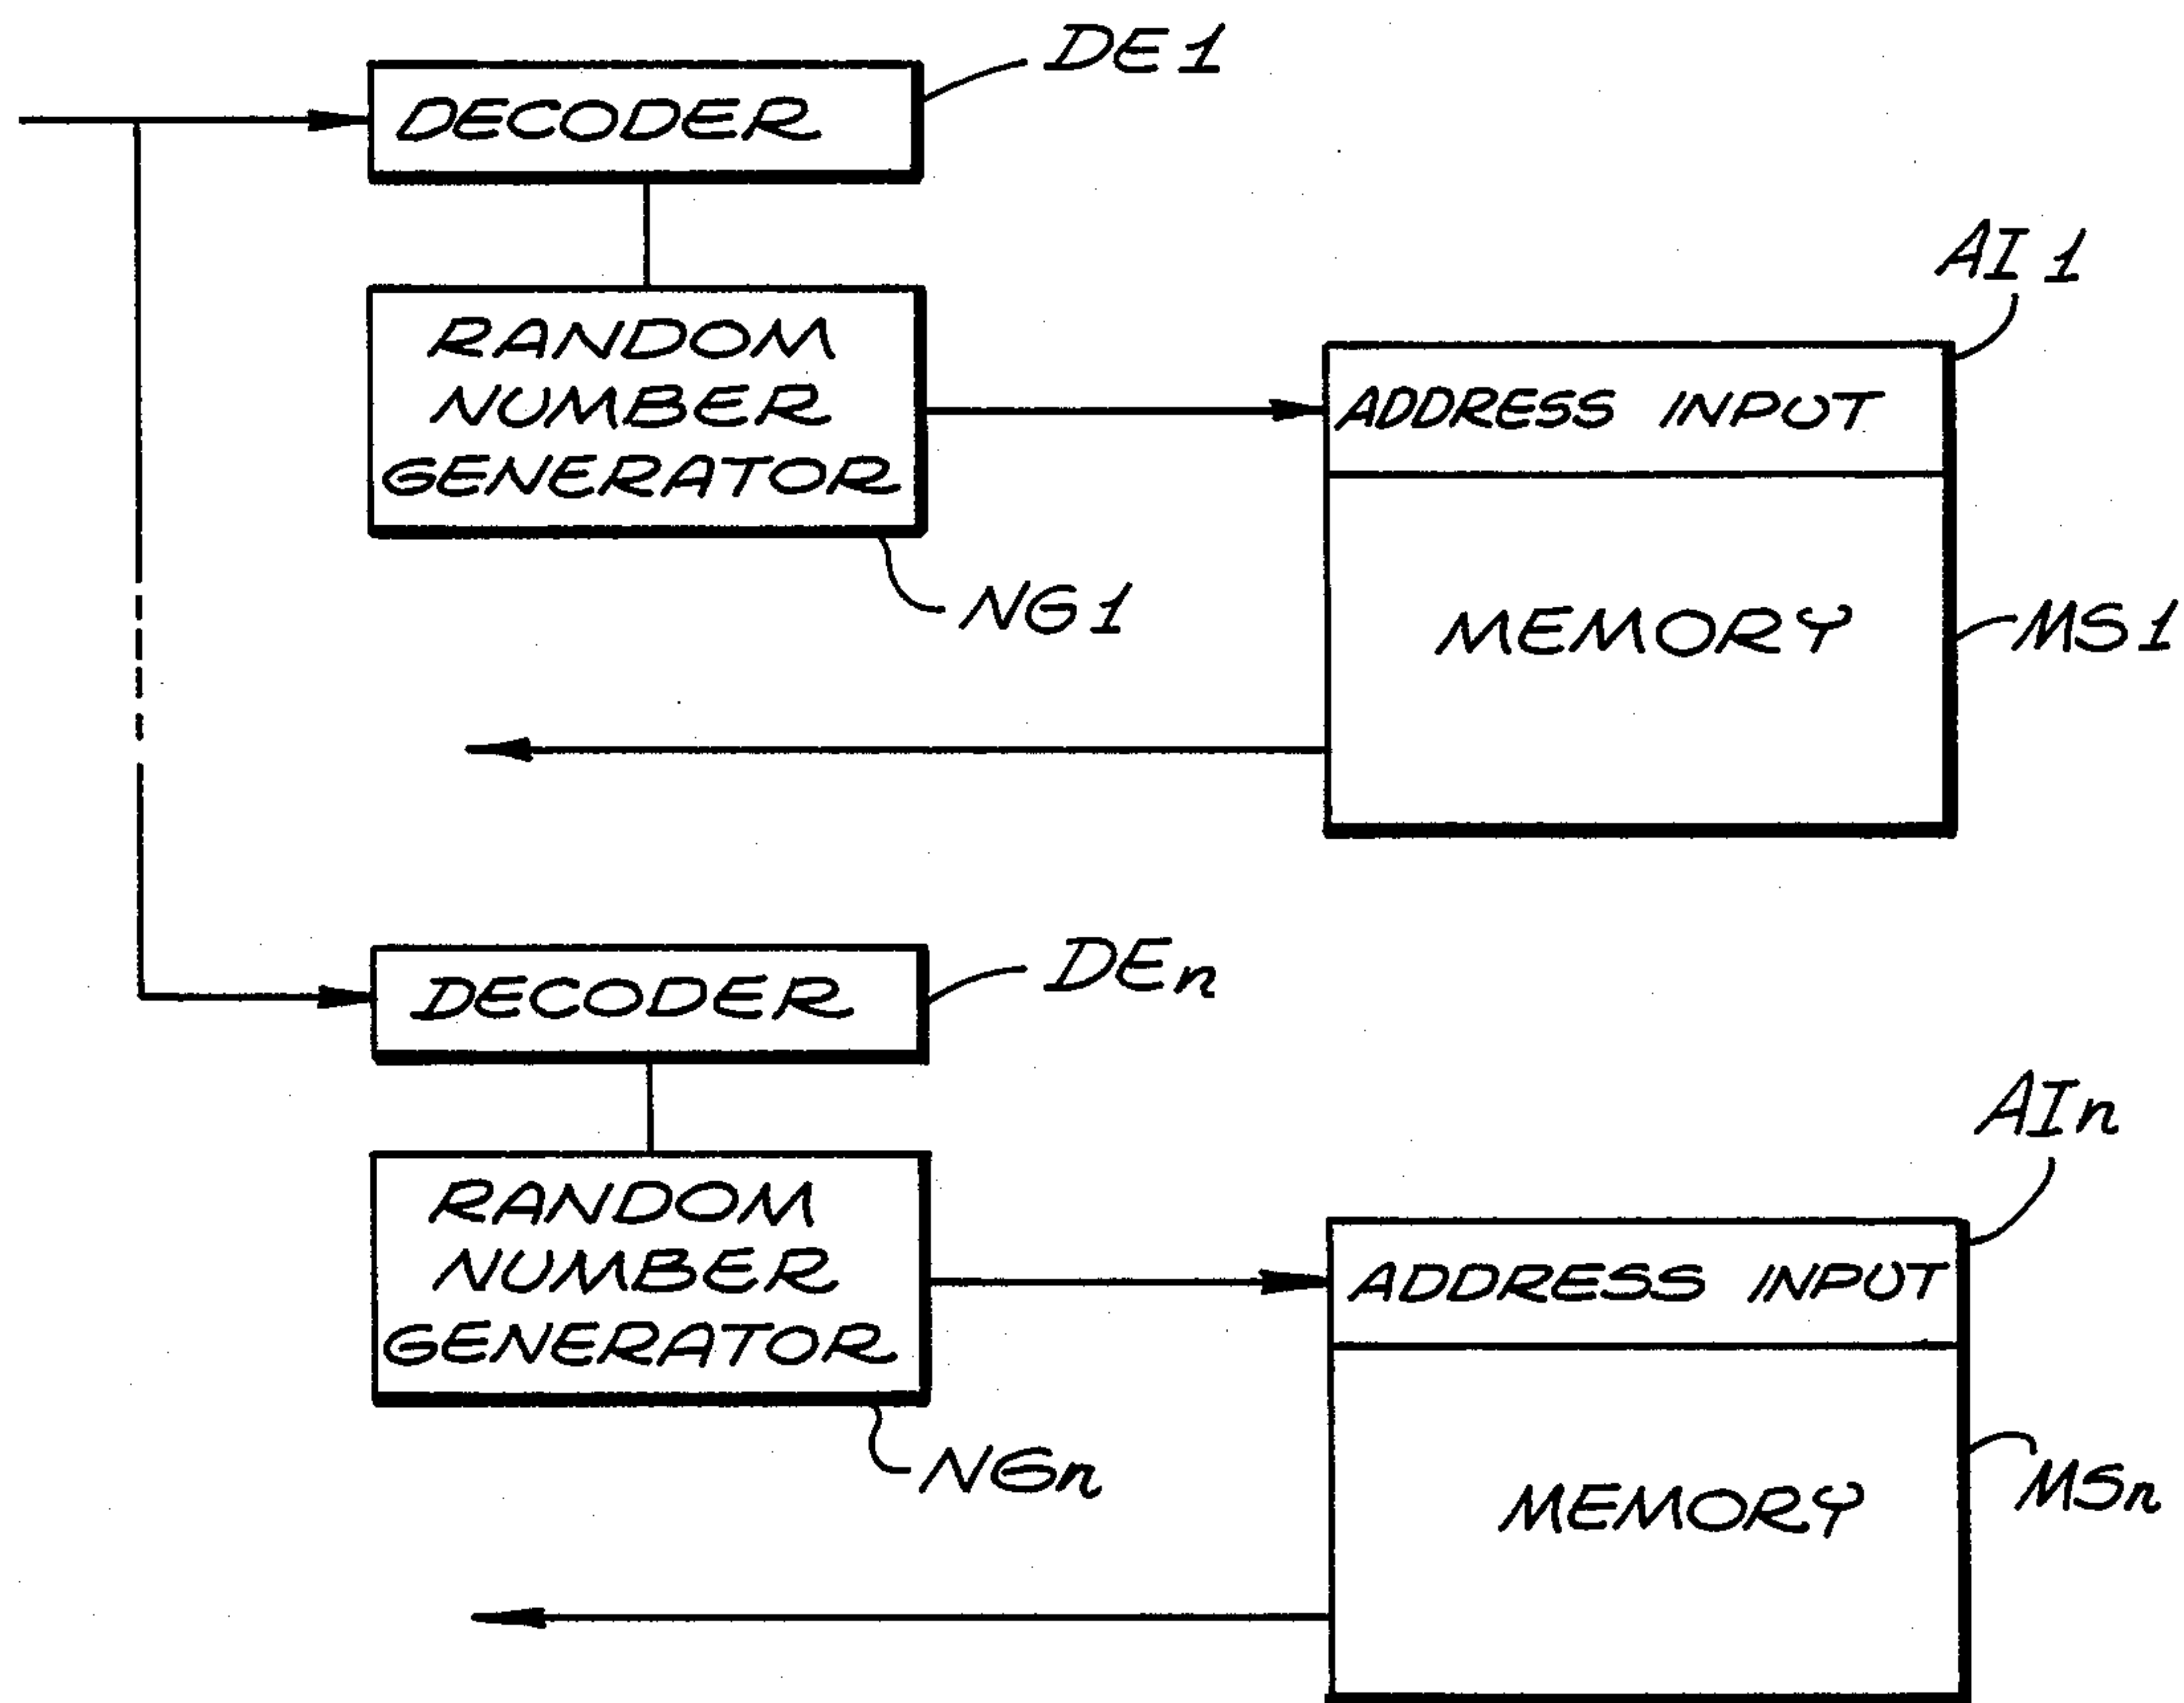 DE1
DECODER
AI1
RANDOM
NUMBER
GENERATOR
ADDRESS INPUT
NG1
MEMORY
MS1
DEn
DECODER
AIn
RANDOM
NUMBER
GENERATOR
ADDRESS INPUT
NGn
MEMORY
MSn